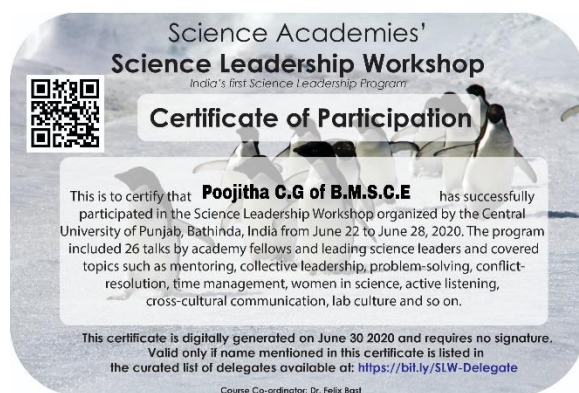 Science Academies'
Science Leadership Workshop
India's first Science Leadership Program
Certificate of Participation
This is to certify that Poojitha C.G of B.M.S.C.E has successfully
participated in the Science Leadership Workshop organized by the Central
University of Punjab, Bathinda, India from June 22 to June 28, 2020. The program
included 26 talks by academy fellows and leading science leaders and covered
topics such as mentoring, collective leadership, problem-solving, conflict-
resolution, time management, women in science, active listening,
cross-cultural communication, lab culture and so on.
This certificate is digitally generated on June 30 2020 and requires no signature.
Valid only if name mentioned in this certificate is listed in
the curated list of delegates available at: https://bit.ly/SLW-Delegate
Course Co-ordinator: Dr. Felix Bast